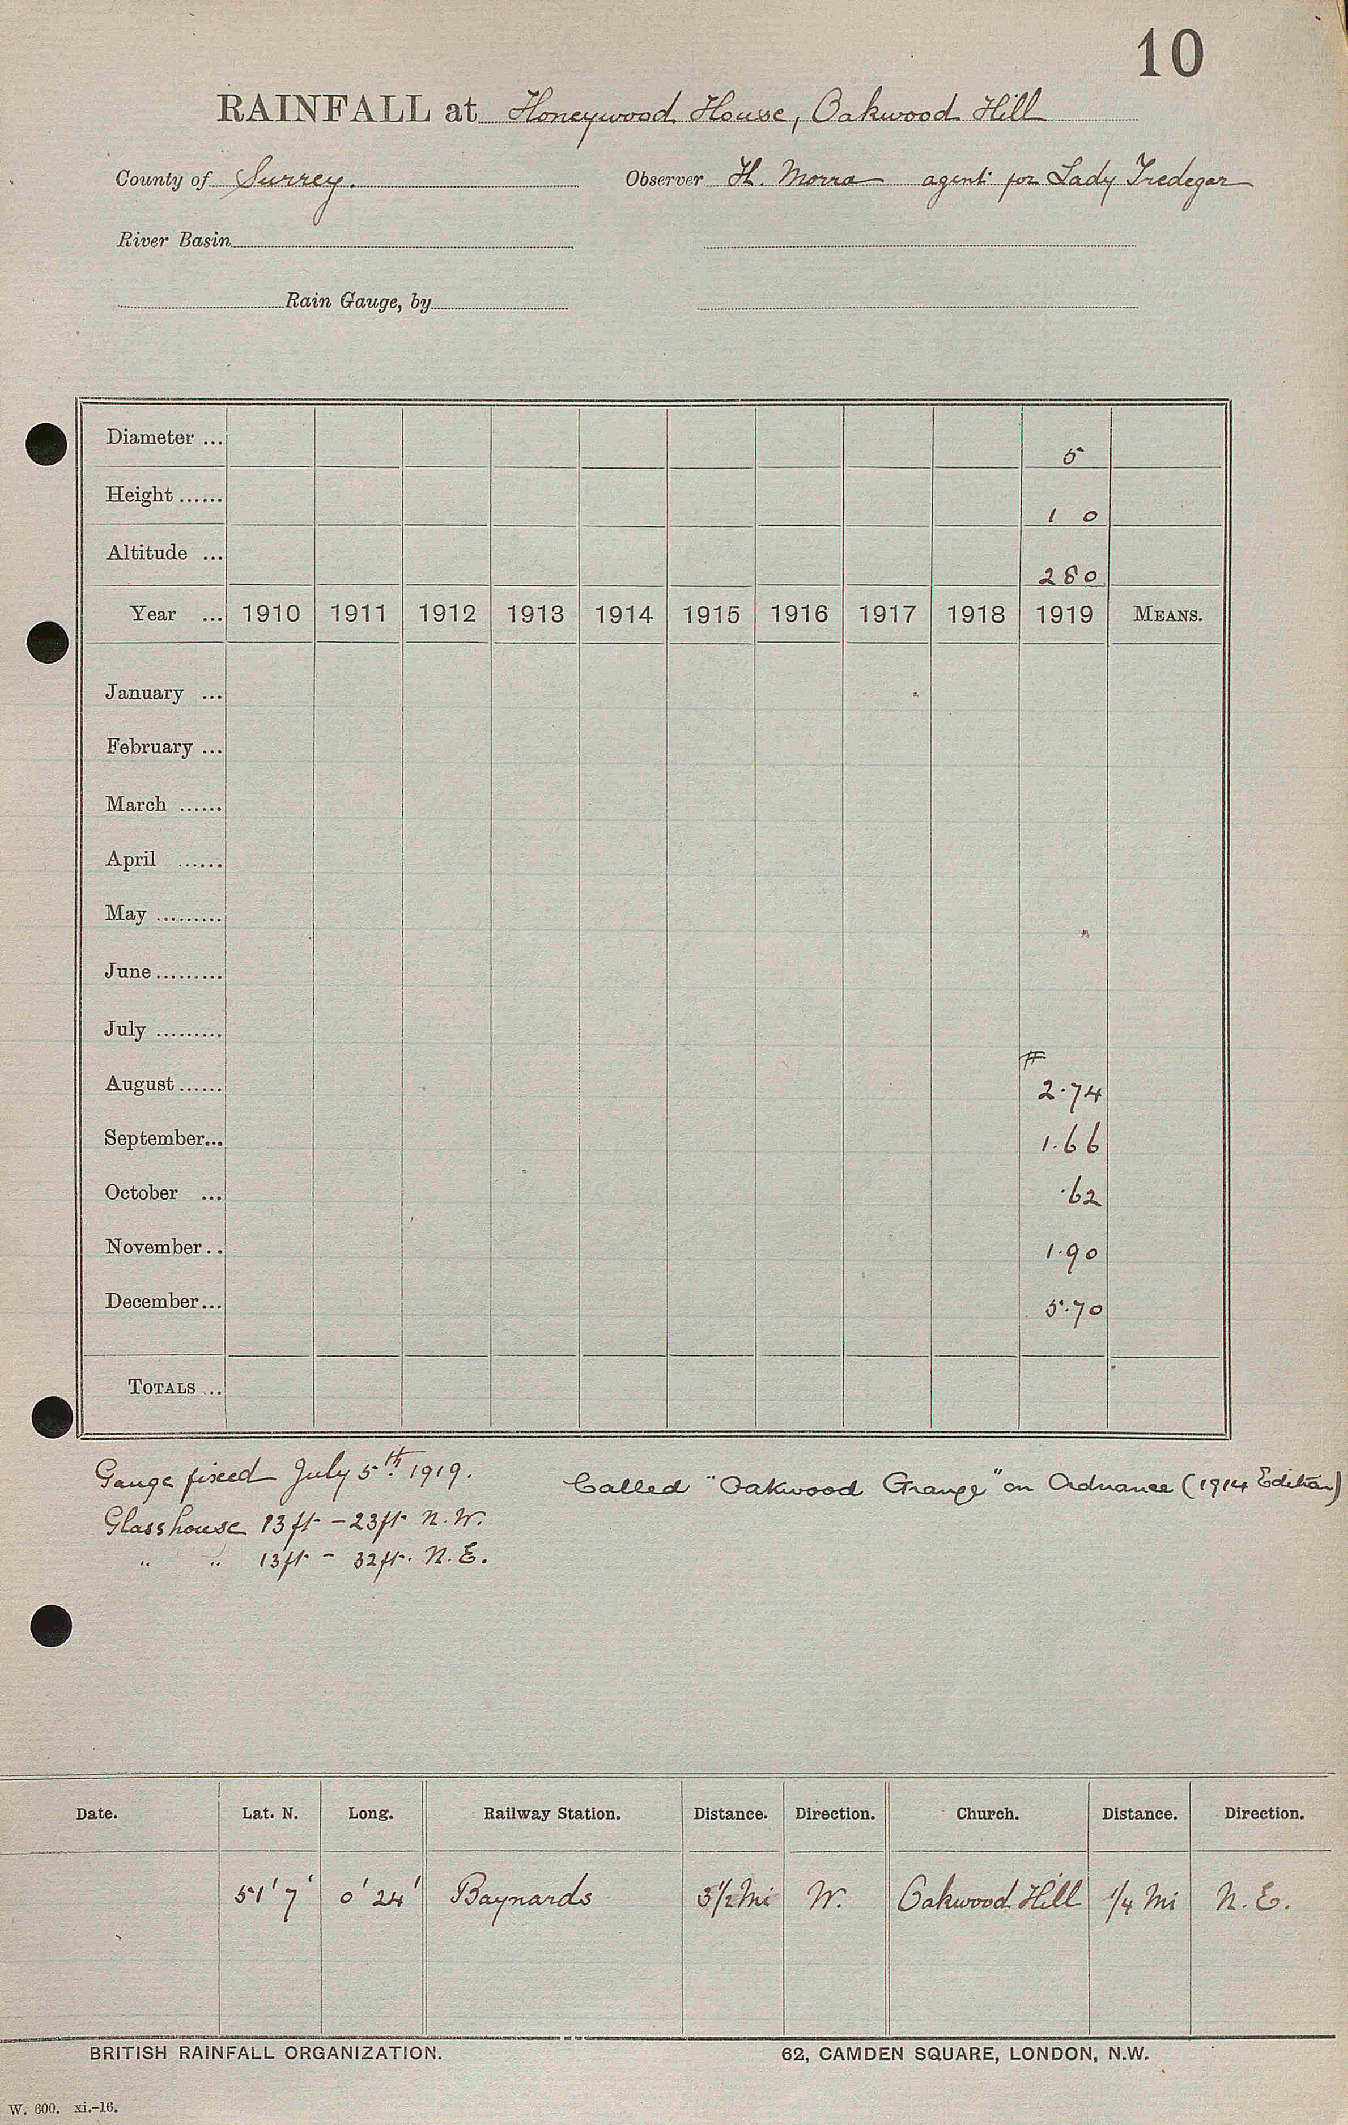 10
RAINFALL at Honeywood House, Oakwood Hill
County of Surrey. Observer H. Morra agent for Lady Tredegar
River Basin
Rain Gauge, by
Diameter ... 5
Height ...... 1 0
Altitude ... 280
Year ... 1910 1911 1912 1913 1914 1915 1916 1917 1918 1919 MEANS.
January ...
February ...
March ......
April ......
May .........
June .........
July .........
August ...... 2.74
September... 1.66
October ... .62
November.. 1.90
December... 5.70
TOTALS ...
Gauge fixed July 5th. 1919. Called "Oakwood Grange" on Ordnance (1914 Edition)
Glass house 13ft - 23ft N.W.
" " 13ft - 32ft. N.E.
Date. Lat. N. Long. Railway Station. Distance. Direction. Church. Distance. Direction.
51' 7' 0' 24' Baynards 3½ Mi W. Oakwood Hill ¼ Mi N.E.
BRITISH RAINFALL ORGANIZATION. 62, CAMDEN SQUARE, LONDON, N.W.
W. 600. xi.-16.